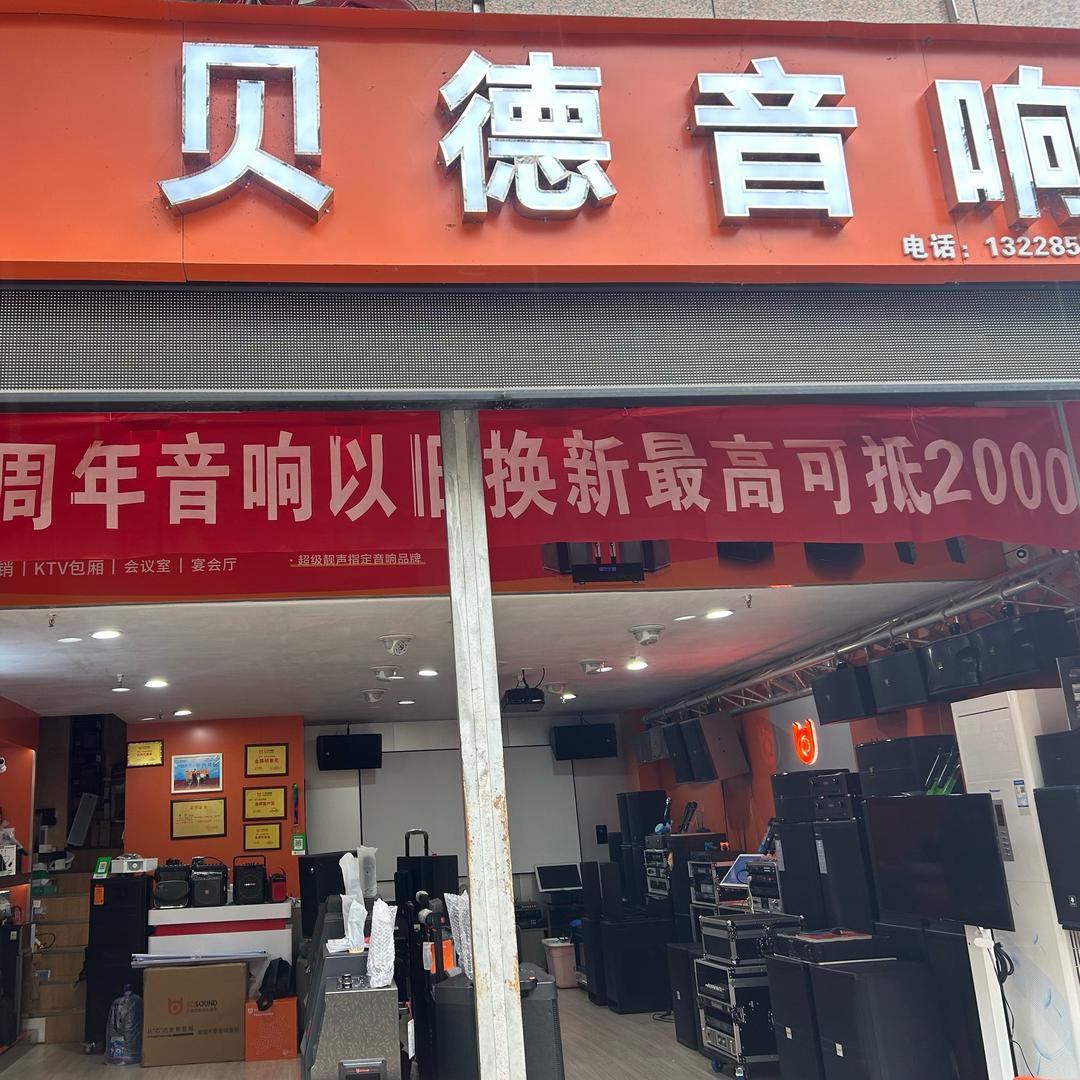 贝德音响
电话：132285
周年音响以旧换新最高可抵2000
销 | KTV包厢 | 会议室 | 宴会厅
· 超级靓声指定音响品牌
BOSOUND